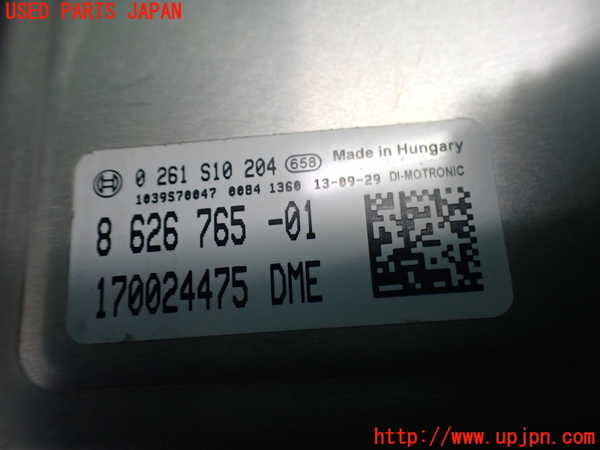 USED PARTS JAPAN
0 261 S10 204 658 Made in Hungary
1039S70047 0084 1360 13-09-29 DI-MOTRONIC
8 626 765 -01
170024475 DME
http://www.upjpn.com/